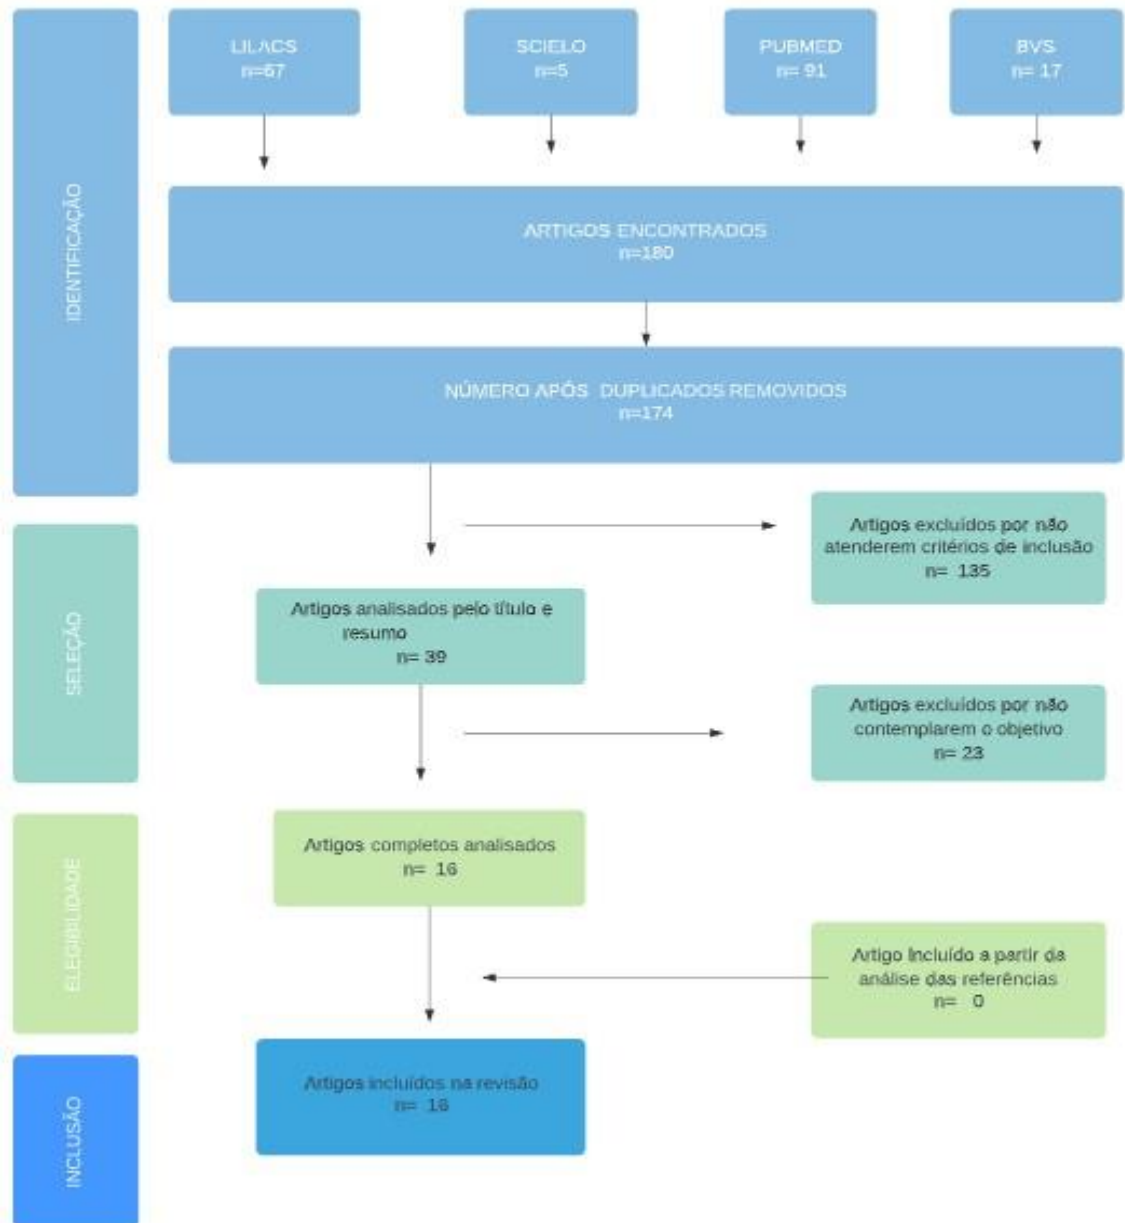 IDENTIFICAÇÃO
LILACS
n=67
SCIELO
n=5
PUBMED
n= 91
BVS
n= 17
ARTIGOS ENCONTRADOS
n=180
NÚMERO APÓS DUPLICADOS REMOVIDOS
n=174
SELEÇÃO
Artigos excluídos por não
atenderem critérios de inclusão
n= 135
Artigos analisados pelo título e
resumo
n= 39
Artigos excluídos por não
contemplarem o objetivo
n= 23
ELEGIBILIDADE
Artigos completos analisados
n= 16
Artigo Incluído a partir da
análise das referências
n= 0
INCLUSÃO
Artigos incluídos na revisão
n= 16